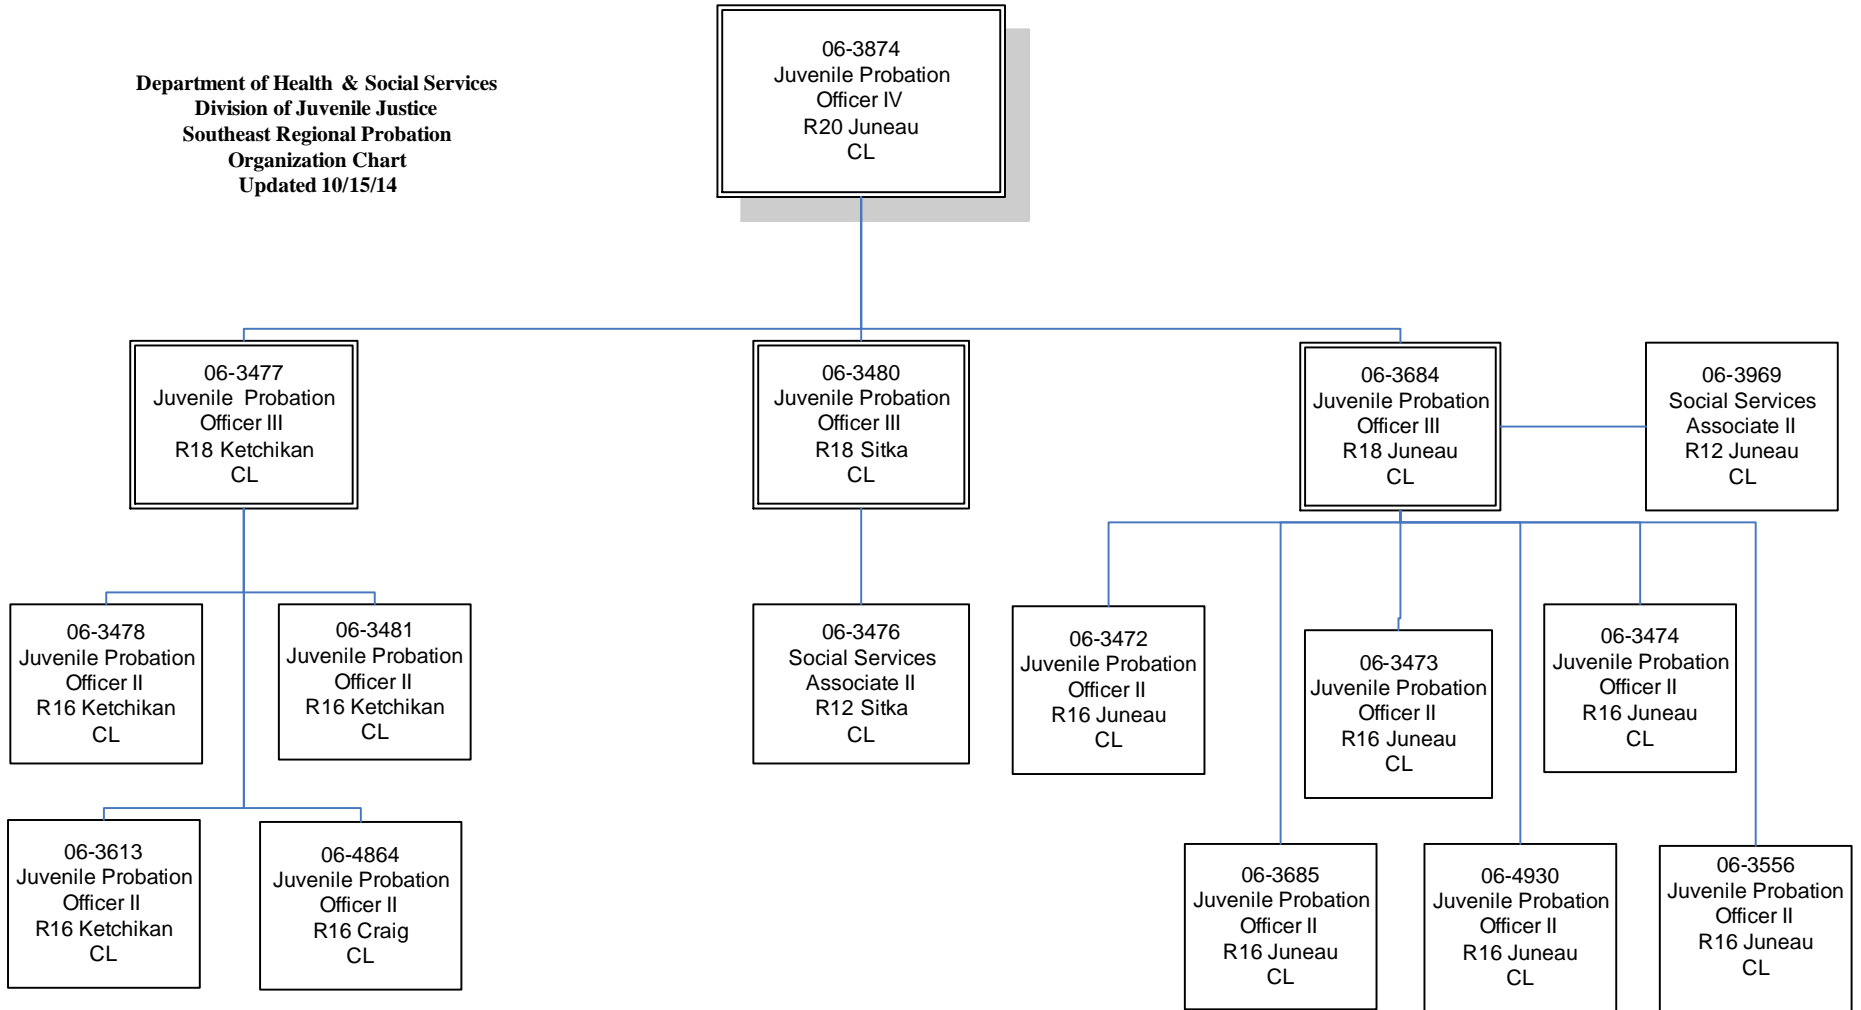 Department of Health & Social Services
Division of Juvenile Justice
Southeast Regional Probation
Organization Chart
Updated 10/15/14
06-3874
Juvenile Probation
Officer IV
R20 Juneau
CL
06-3477
Juvenile Probation
Officer III
R18 Ketchikan
CL
06-3480
Juvenile Probation
Officer III
R18 Sitka
CL
06-3684
Juvenile Probation
Officer III
R18 Juneau
CL
06-3969
Social Services
Associate II
R12 Juneau
CL
06-3478
Juvenile Probation
Officer II
R16 Ketchikan
CL
06-3481
Juvenile Probation
Officer II
R16 Ketchikan
CL
06-3476
Social Services
Associate II
R12 Sitka
CL
06-3472
Juvenile Probation
Officer II
R16 Juneau
CL
06-3473
Juvenile Probation
Officer II
R16 Juneau
CL
06-3474
Juvenile Probation
Officer II
R16 Juneau
CL
06-3613
Juvenile Probation
Officer II
R16 Ketchikan
CL
06-4864
Juvenile Probation
Officer II
R16 Craig
CL
06-3685
Juvenile Probation
Officer II
R16 Juneau
CL
06-4930
Juvenile Probation
Officer II
R16 Juneau
CL
06-3556
Juvenile Probation
Officer II
R16 Juneau
CL